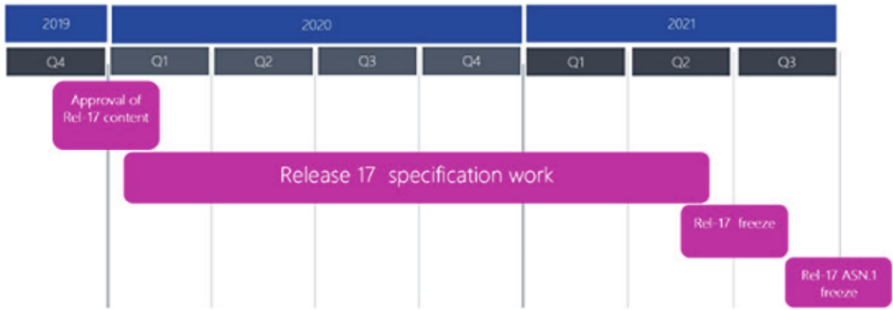 2019 2020 2021
Q4 Q1 Q2 Q3 Q4 Q1 Q2 Q3
Approval of
Rel-17 content
Release 17 specification work
Rel-17 freeze
Rel-17 ASN.1
freeze